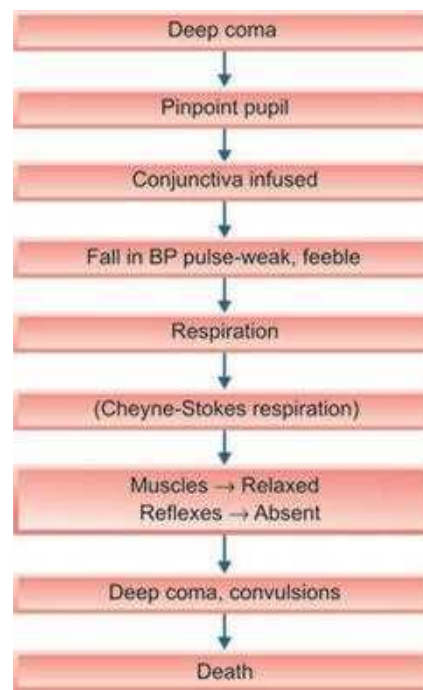 Deep coma
Pinpoint pupil
Conjunctiva infused
Fall in BP pulse-weak, feeble
Respiration
(Cheyne-Stokes respiration)
Muscles → Relaxed
Reflexes → Absent
Deep coma, convulsions
Death